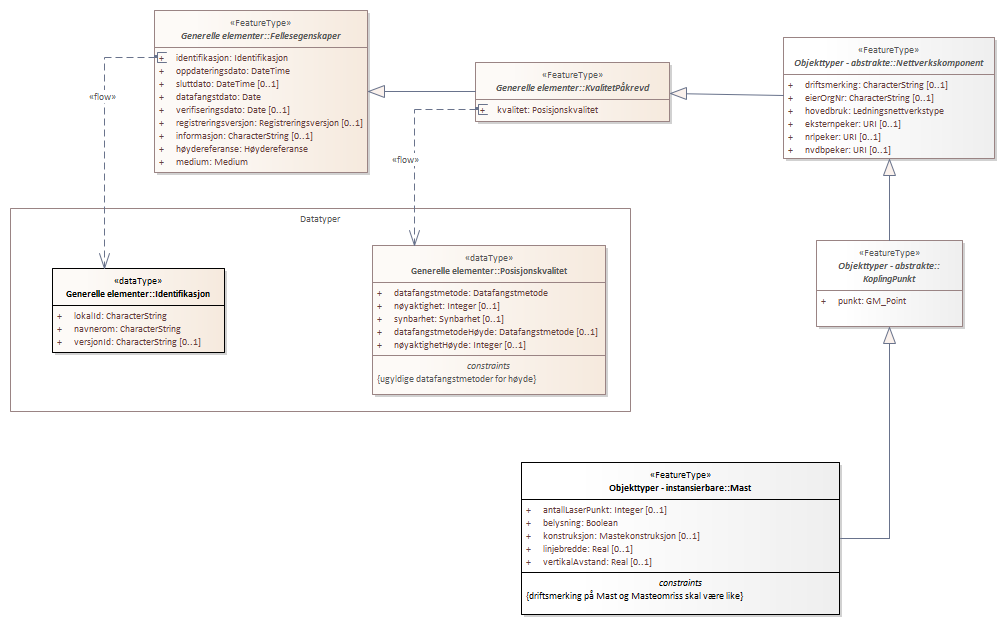 «FeatureType»
Generelle elementer::Fellesegenskaper
+ identifikasjon: Identifikasjon
+ oppdateringsdato: DateTime
+ sluttdato: DateTime [0..1]
+ datafangstdato: Date
+ verifiseringsdato: Date [0..1]
+ registreringsversjon: Registreringsversjon [0..1]
+ informasjon: CharacterString [0..1]
+ høydereferanse: Høydereferanse
+ medium: Medium
«flow»
«FeatureType»
Generelle elementer::KvalitetPåkrevd
+ kvalitet: Posisjonskvalitet
«flow»
«FeatureType»
Objekttyper - abstrakte::Nettverkskomponent
+ driftsmerking: CharacterString [0..1]
+ eierOrgNr: CharacterString [0..1]
+ hovedbruk: Ledningsnettverkstype
+ eksternpeker: URI [0..1]
+ nrlpeker: URI [0..1]
+ nvdbpeker: URI [0..1]
Datatyper
«dataType»
Generelle elementer::Identifikasjon
+ lokalId: CharacterString
+ navnerom: CharacterString
+ versjonId: CharacterString [0..1]
«dataType»
Generelle elementer::Posisjonskvalitet
+ datafangstmetode: Datafangstmetode
+ nøyaktighet: Integer [0..1]
+ synbarhet: Synbarhet [0..1]
+ datafangstmetodeHøyde: Datafangstmetode [0..1]
+ nøyaktighetHøyde: Integer [0..1]
constraints
{ugyldige datafangstmetoder for høyde}
«FeatureType»
Objekttyper - abstrakte::
KoplingPunkt
+ punkt: GM_Point
«FeatureType»
Objekttyper - instansierbare::Mast
+ antallLaserPunkt: Integer [0..1]
+ belysning: Boolean
+ konstruksjon: Mastekonstruksjon [0..1]
+ linjebredde: Real [0..1]
+ vertikalAvstand: Real [0..1]
constraints
{driftsmerking på Mast og Masteomriss skal være like}